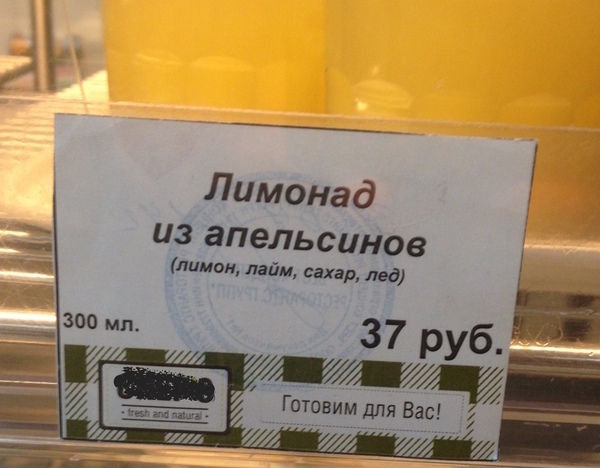 Лимонад
из апельсинов
(лимон, лайм, сахар, лед)
300 мл.
37 руб.
fresh and natural
Готовим для Вас!